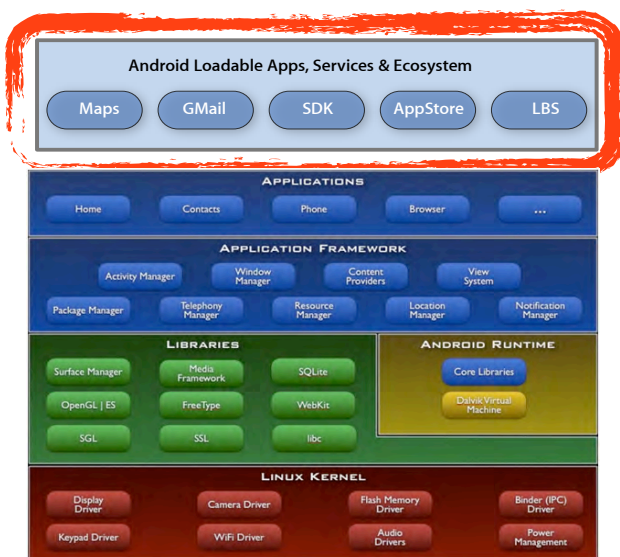 Android Loadable Apps, Services & Ecosystem
Maps GMail SDK AppStore LBS
APPLICATIONS
Home Contacts Phone Browser ...
APPLICATION FRAMEWORK
Activity Manager
Window
Manager
Content
Providers
View
System
Package Manager
Telephony
Manager
Resource
Manager
Location
Manager
Notification
Manager
LIBRARIES
Surface Manager
Media
Framework
SQLite
OpenGL | ES FreeType WebKit
SGL SSL libc
ANDROID RUNTIME
Core Libraries
Dalvik Virtual
Machine
LINUX KERNEL
Display
Driver
Camera Driver
Flash Memory
Driver
Binder (IPC)
Driver
Keypad Driver WiFi Driver
Audio
Drivers
Power
Management